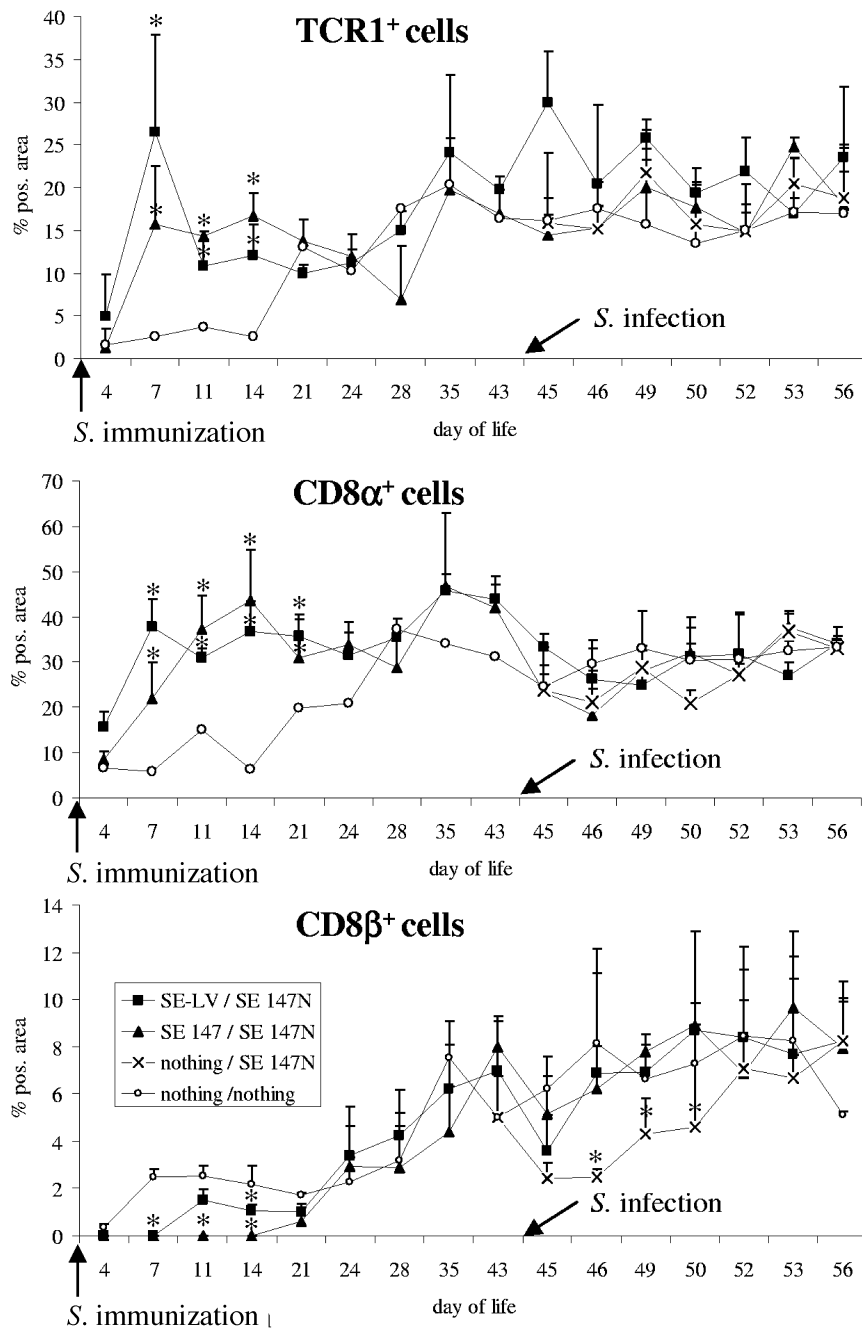 TCR1+ cells
40
35
30
25
20
15
10
5
0
% pos. area
* * * * * * *
S. infection
4 7 11 14 21 24 28 35 43 45 46 49 50 52 53 56
S. immunization
day of life
CD8α+ cells
70
60
50
40
30
20
10
0
% pos. area
* * * * * * * *
S. infection
4 7 11 14 21 24 28 35 43 45 46 49 50 52 53 56
S. immunization
day of life
CD8β+ cells
14
12
10
8
6
4
2
0
% pos. area
SE-LV / SE 147N
SE 147 / SE 147N
nothing / SE 147N
nothing /nothing
* * * * * * *
S. infection
4 7 11 14 21 24 28 35 43 45 46 49 50 52 53 56
S. immunization
day of life